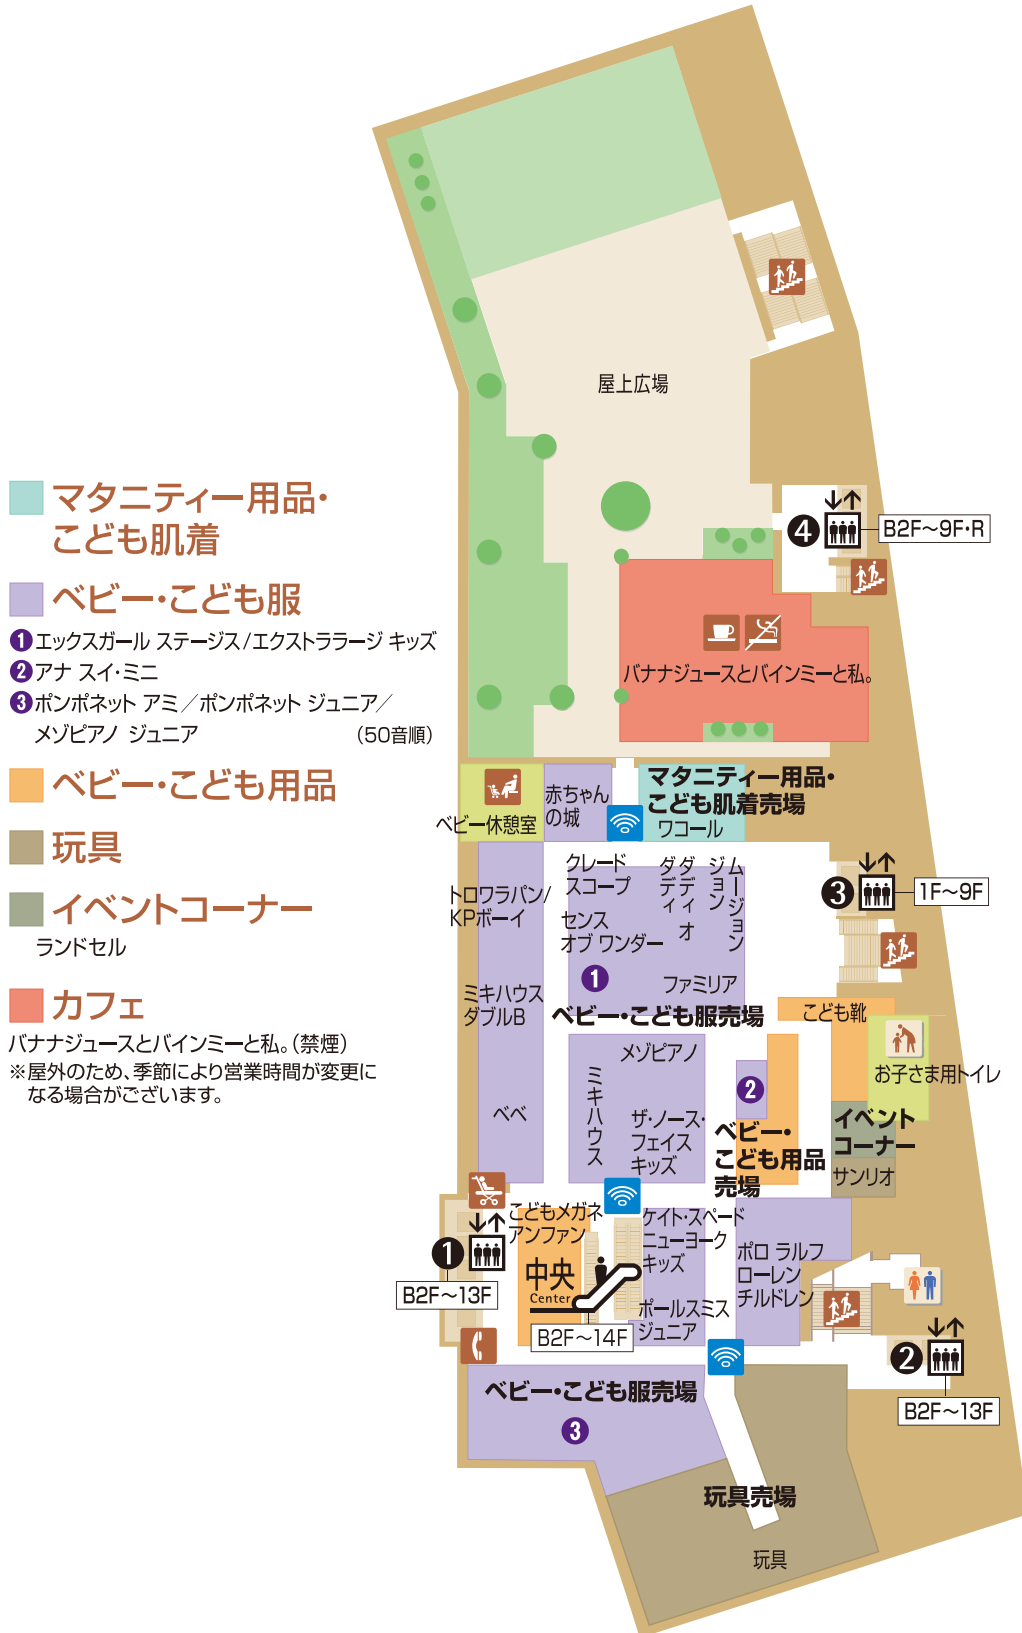 屋上広場
マタニティー用品・
こども肌着
ベビー・こども服
1 エックスガール ステージス/エクストララージ キッズ
2 アナ スイ・ミニ
3 ポンポネット アミ/ポンポネット ジュニア/
メゾピアノ ジュニア
(50音順)
ベビー・こども用品
玩具
イベントコーナー
ランドセル
カフェ
バナナジュースとバインミーと私。(禁煙)
※屋外のため、季節により営業時間が変更に
なる場合がございます。
4
B2F〜9F・R
バナナジュースとバインミーと私。
ベビー休憩室
赤ちゃん
の城
マタニティー用品・
こども肌着売場
ワコール
トロワラパン/
KPボーイ
クレード
スコープ
ダディ オ
ダディ
ムージョン
ジョン
センス
オブ ワンダー
1
ファミリア
3
1F〜9F
ミキハウス
ダブルB
ベビー・こども服売場
こども靴
お子さま用トイレ
メゾピアノ
ミキハウス
べべ
ザ・ノース・
フェイス
キッズ
2
ベビー・
こども用品
売場
イベント
コーナー
サンリオ
こどもメガネ
アンファン
1
B2F〜13F
中央
Center
B2F〜14F
ケイト・スペード
ニューヨーク
キッズ
ポールスミス
ジュニア
ポロ ラルフ
ローレン
チルドレン
2
B2F〜13F
ベビー・こども服売場
3
玩具売場
玩具